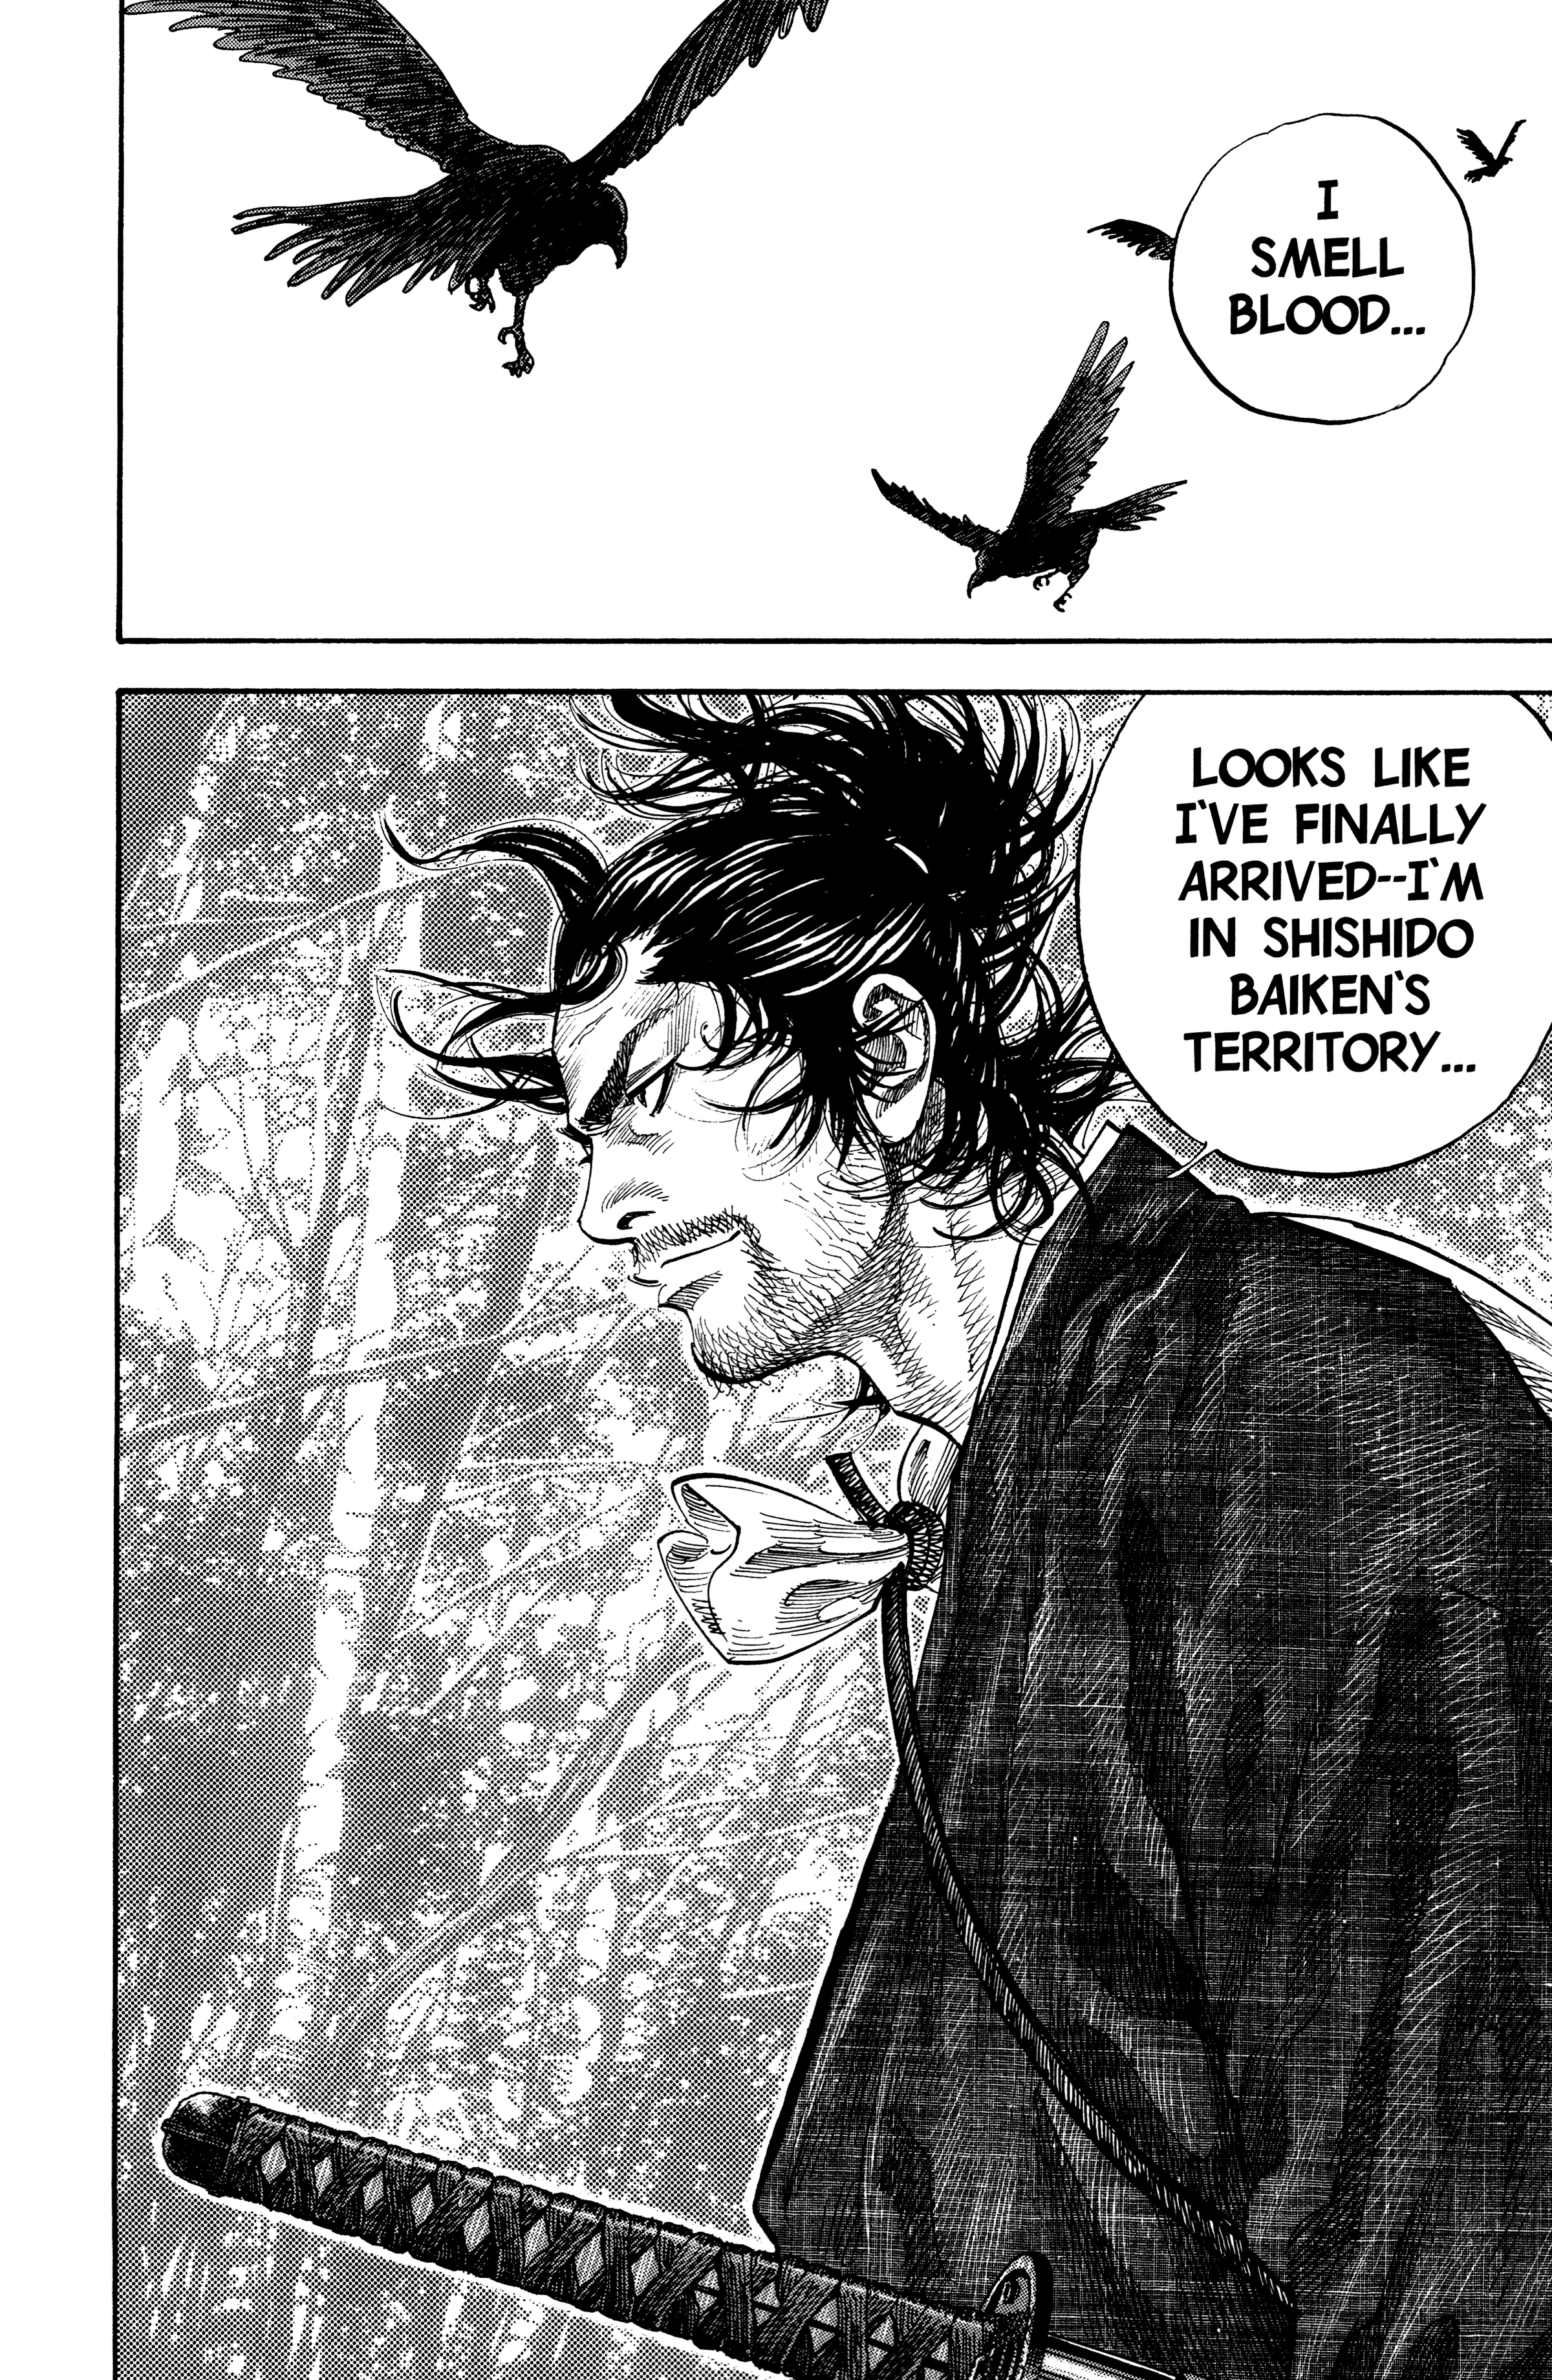 I
SMELL
BLOOD...
LOOKS LIKE
I'VE FINALLY
ARRIVED--I'M
IN SHISHIDO
BAIKEN'S
TERRITORY...